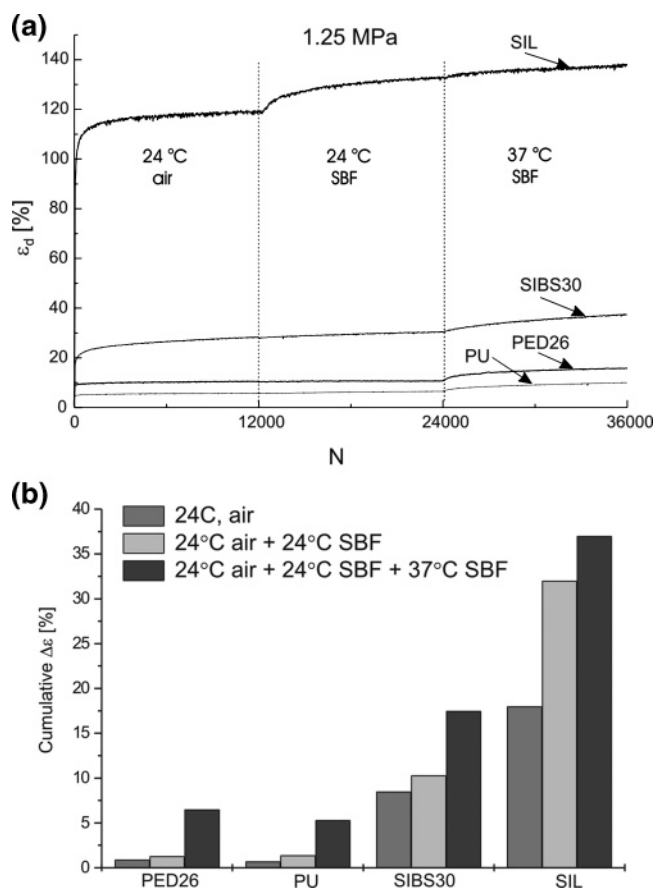 (a)
1.25 MPa
SIL
140
120
100
80
60
40
20
0
εd [%]
24 °C
air
24 °C
SBF
37 °C
SBF
SIBS30
PED26
PU
0
12000
24000
36000
N
(b)
40
35
30
25
20
15
10
5
0
Cumulative Δε [%]
24C, air
24°C air + 24°C SBF
24°C air + 24°C SBF + 37°C SBF
PED26
PU
SIBS30
SIL